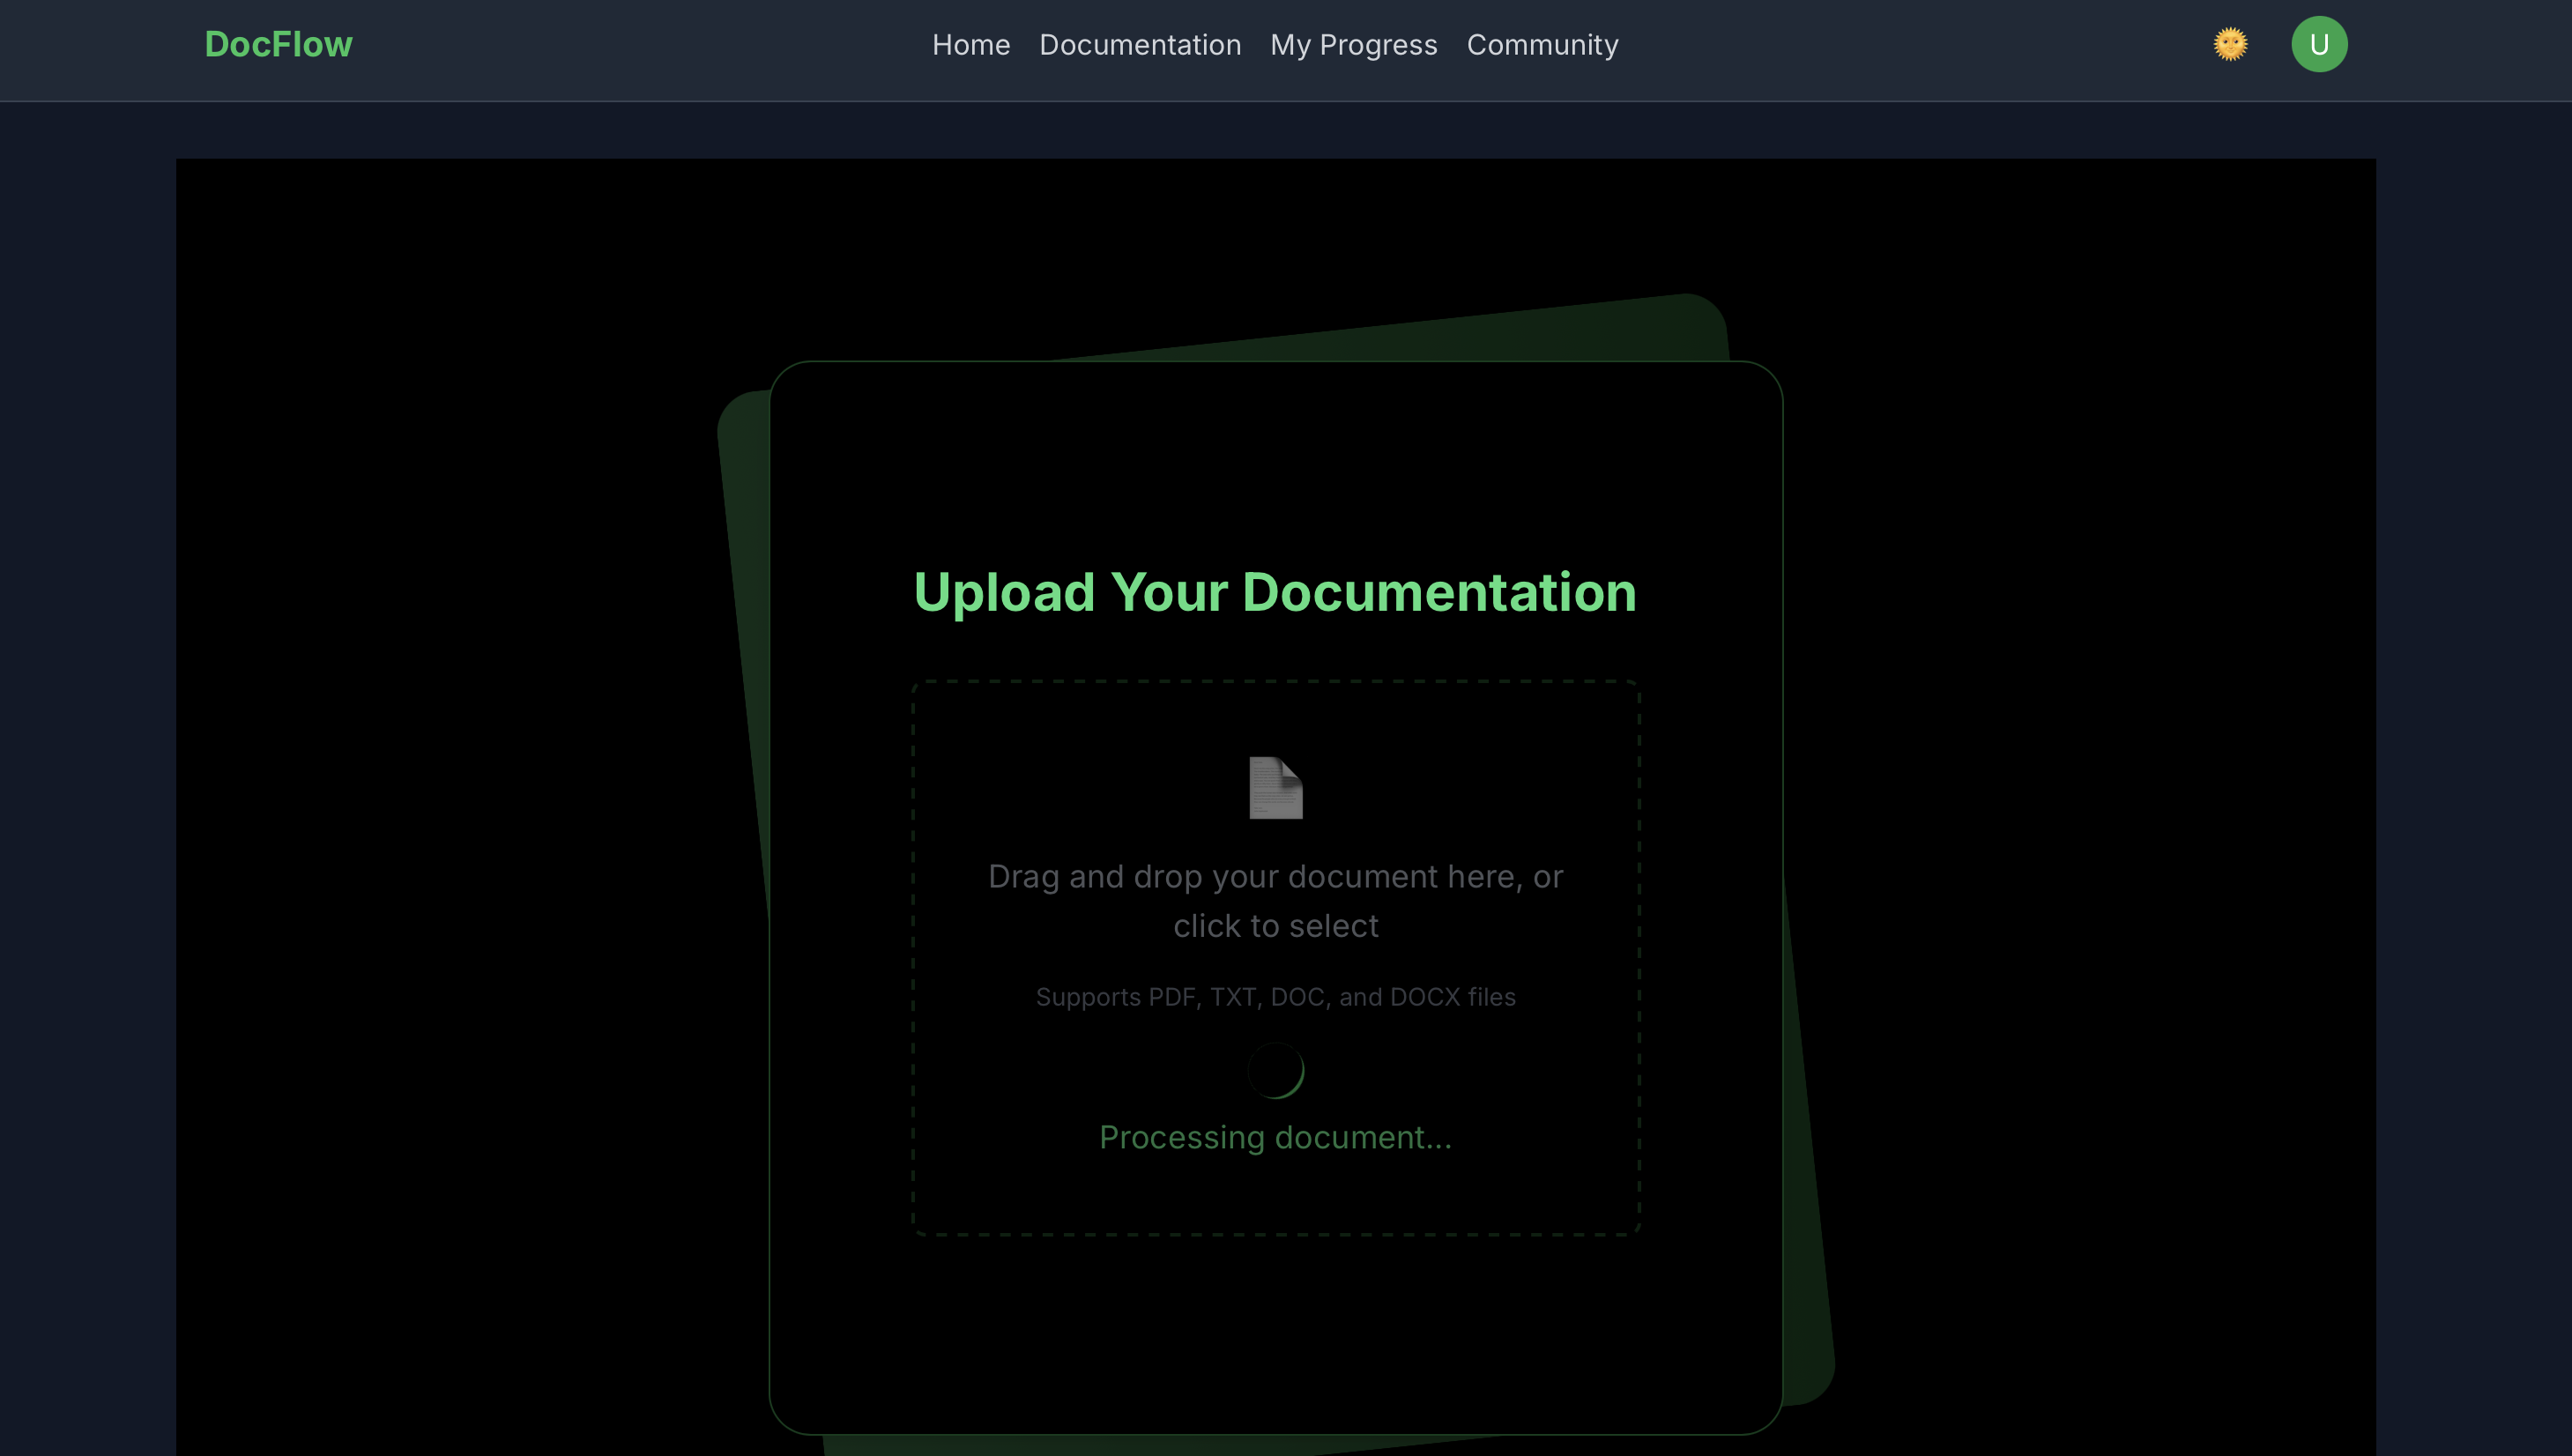 DocFlow
Home Documentation My Progress Community
U
Upload Your Documentation
Drag and drop your document here, or
click to select
Supports PDF, TXT, DOC, and DOCX files
Processing document...